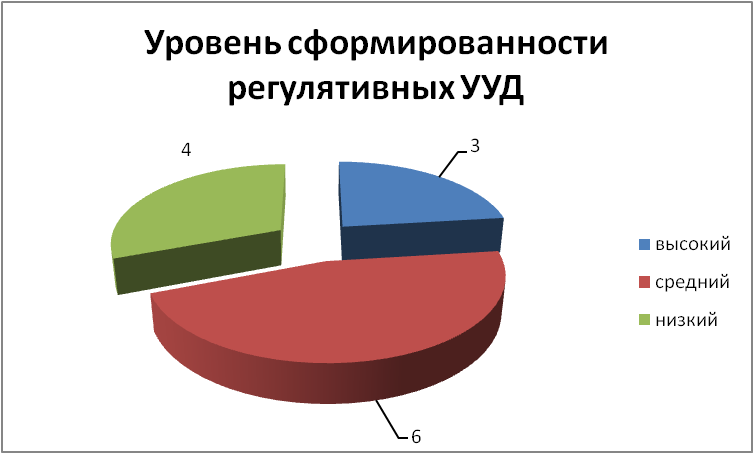 Уровень сформированности
регулятивных УУД
4
3
высокий
средний
низкий
6